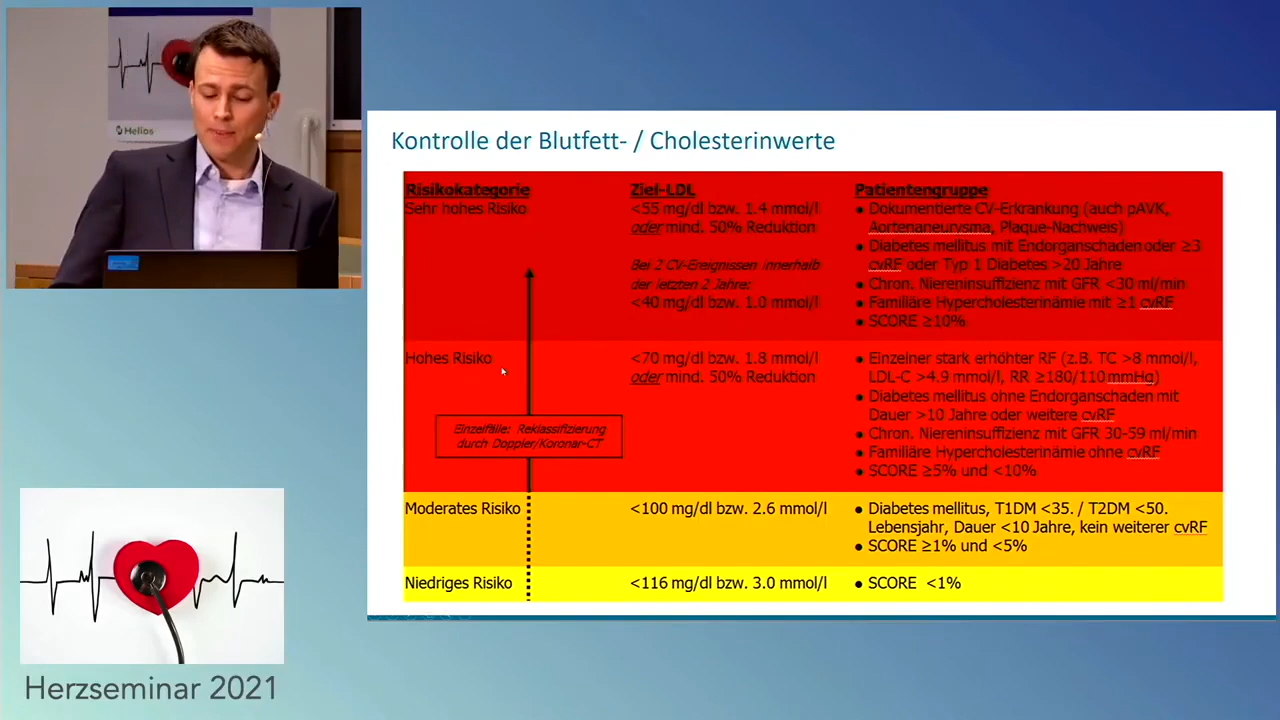 Helios
Kontrolle der Blutfett- / Cholesterinwerte
Risikokategorie Ziel-LDL Patientengruppe
Sehr hohes Risiko <55 mg/dl bzw. 1.4 mmol/l ● Dokumentierte CV-Erkrankung (auch pAVK,
oder mind. 50% Reduktion Aortenaneurysma, Plaque-Nachweis)
● Diabetes mellitus mit Endorganschaden oder ≥3
Bei 2 CV-Ereignissen innerhalb cvRF oder Typ 1 Diabetes >20 Jahre
der letzten 2 Jahre: ● Chron. Niereninsuffizienz mit GFR <30 ml/min
<40 mg/dl bzw. 1.0 mmol/l ● Familiäre Hypercholesterinämie mit ≥1 cvRF
● SCORE ≥10%
Hohes Risiko <70 mg/dl bzw. 1.8 mmol/l ● Einzelner stark erhöhter RF (z.B. TC >8 mmol/l,
oder mind. 50% Reduktion LDL-C >4.9 mmol/l, RR ≥180/110 mmHg)
● Diabetes mellitus ohne Endorganschaden mit
Dauer >10 Jahre oder weitere cvRF
Einzelfälle: Reklassifizierung ● Chron. Niereninsuffizienz mit GFR 30-59 ml/min
durch Doppler/Koronar-CT ● Familiäre Hypercholesterinämie ohne cvRF
● SCORE ≥5% und <10%
Moderates Risiko <100 mg/dl bzw. 2.6 mmol/l ● Diabetes mellitus, T1DM <35. / T2DM <50.
Lebensjahr, Dauer <10 Jahre, kein weiterer cvRF
● SCORE ≥1% und <5%
Niedriges Risiko <116 mg/dl bzw. 3.0 mmol/l ● SCORE <1%
Herzseminar 2021